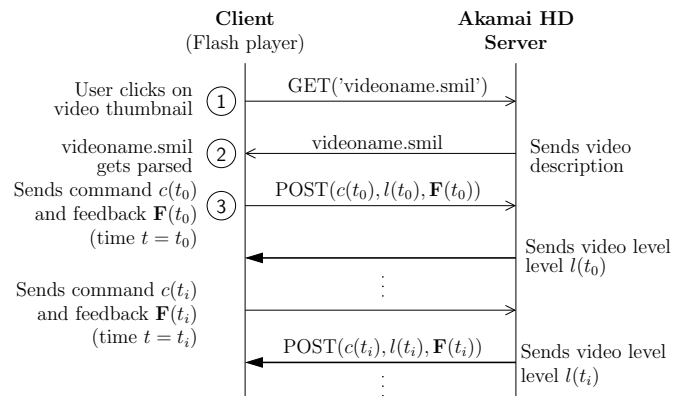 Client
(Flash player)
Akamai HD
Server
User clicks on
video thumbnail
1
GET('videoname.smil')
videoname.smil
gets parsed
2
videoname.smil
Sends video
description
Sends command c(t₀)
and feedback F(t₀)
(time t = t₀)
3
POST(c(t₀), l(t₀), F(t₀))
Sends video level
level l(t₀)
Sends command c(tᵢ)
and feedback F(tᵢ)
(time t = tᵢ)
POST(c(tᵢ), l(tᵢ), F(tᵢ))
Sends video level
level l(tᵢ)